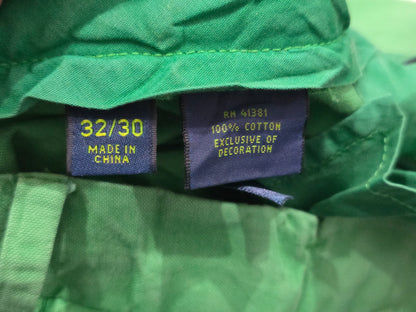 32/30
MADE IN
CHINA
RN 41381
100% COTTON
EXCLUSIVE OF
DECORATION